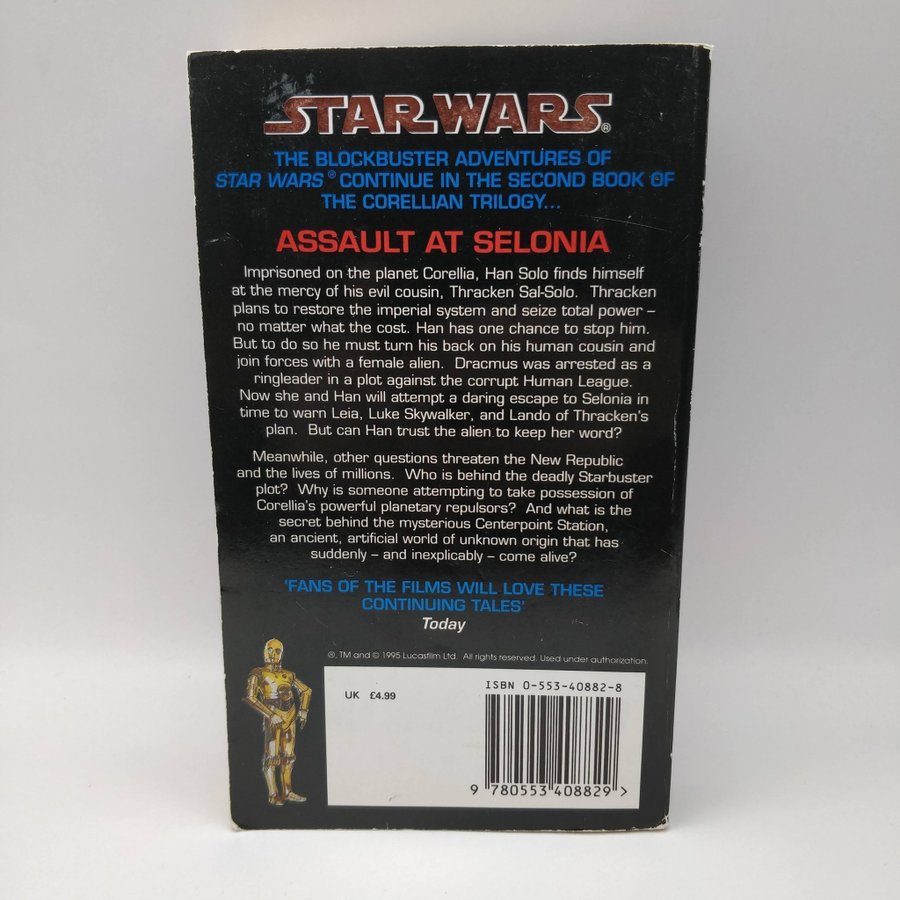 STAR WARS®
THE BLOCKBUSTER ADVENTURES OF
STAR WARS® CONTINUE IN THE SECOND BOOK OF
THE CORELLIAN TRILOGY...
ASSAULT AT SELONIA
Imprisoned on the planet Corellia, Han Solo finds himself
at the mercy of his evil cousin, Thracken Sal-Solo. Thracken
plans to restore the imperial system and seize total power –
no matter what the cost. Han has one chance to stop him.
But to do so he must turn his back on his human cousin and
join forces with a female alien. Dracmus was arrested as a
ringleader in a plot against the corrupt Human League.
Now she and Han will attempt a daring escape to Selonia in
time to warn Leia, Luke Skywalker, and Lando of Thracken's
plan. But can Han trust the alien to keep her word?
Meanwhile, other questions threaten the New Republic
and the lives of millions. Who is behind the deadly Starbuster
plot? Why is someone attempting to take possession of
Corellia's powerful planetary repulsors? And what is the
secret behind the mysterious Centerpoint Station,
an ancient, artificial world of unknown origin that has
suddenly – and inexplicably – come alive?
'FANS OF THE FILMS WILL LOVE THESE
CONTINUING TALES'
Today
®, TM and © 1995 Lucasfilm Ltd. All rights reserved. Used under authorization.
UK £4.99
ISBN 0-553-40882-8
9 780553 408829 >